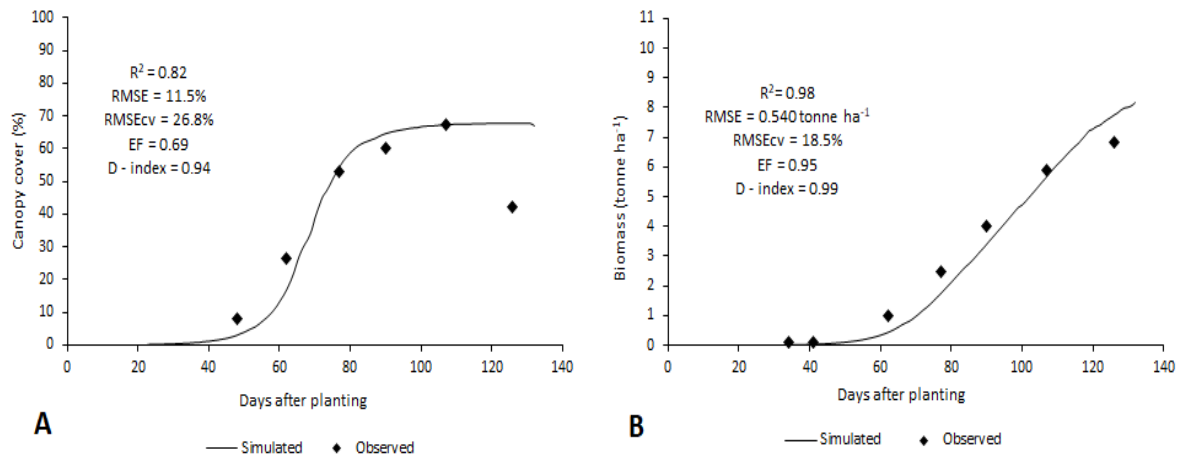 100
90
80
70
60
50
40
30
20
10
0
Canopy cover (%)
R² = 0.82
RMSE = 11.5%
RMSEcv = 26.8%
EF = 0.69
D - index = 0.94
0 20 40 60 80 100 120 140
Days after planting
A
Simulated Observed
11
10
9
8
7
6
5
4
3
2
1
0
Biomass (tonne ha⁻¹)
R²= 0.98
RMSE = 0.540 tonne ha⁻¹
RMSEcv = 18.5%
EF = 0.95
D - index = 0.99
0 20 40 60 80 100 120 140
Days after planting
B
Simulated Observed